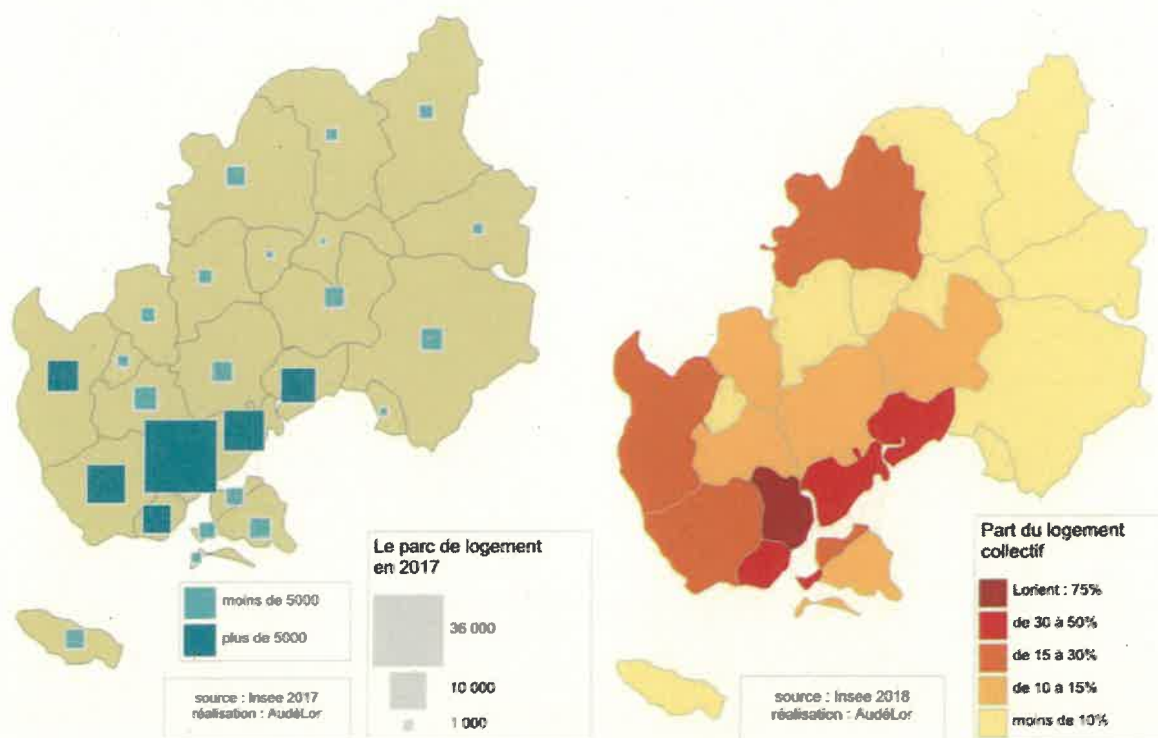 Le parc de logement
en 2017
36 000
10 000
1 000
moins de 5000
plus de 5000
source : Insee 2017
réalisation : AudéLor
Part du logement
collectif
Lorient : 75%
de 30 à 50%
de 15 à 30%
de 10 à 15%
moins de 10%
source : Insee 2018
réalisation : AudéLor